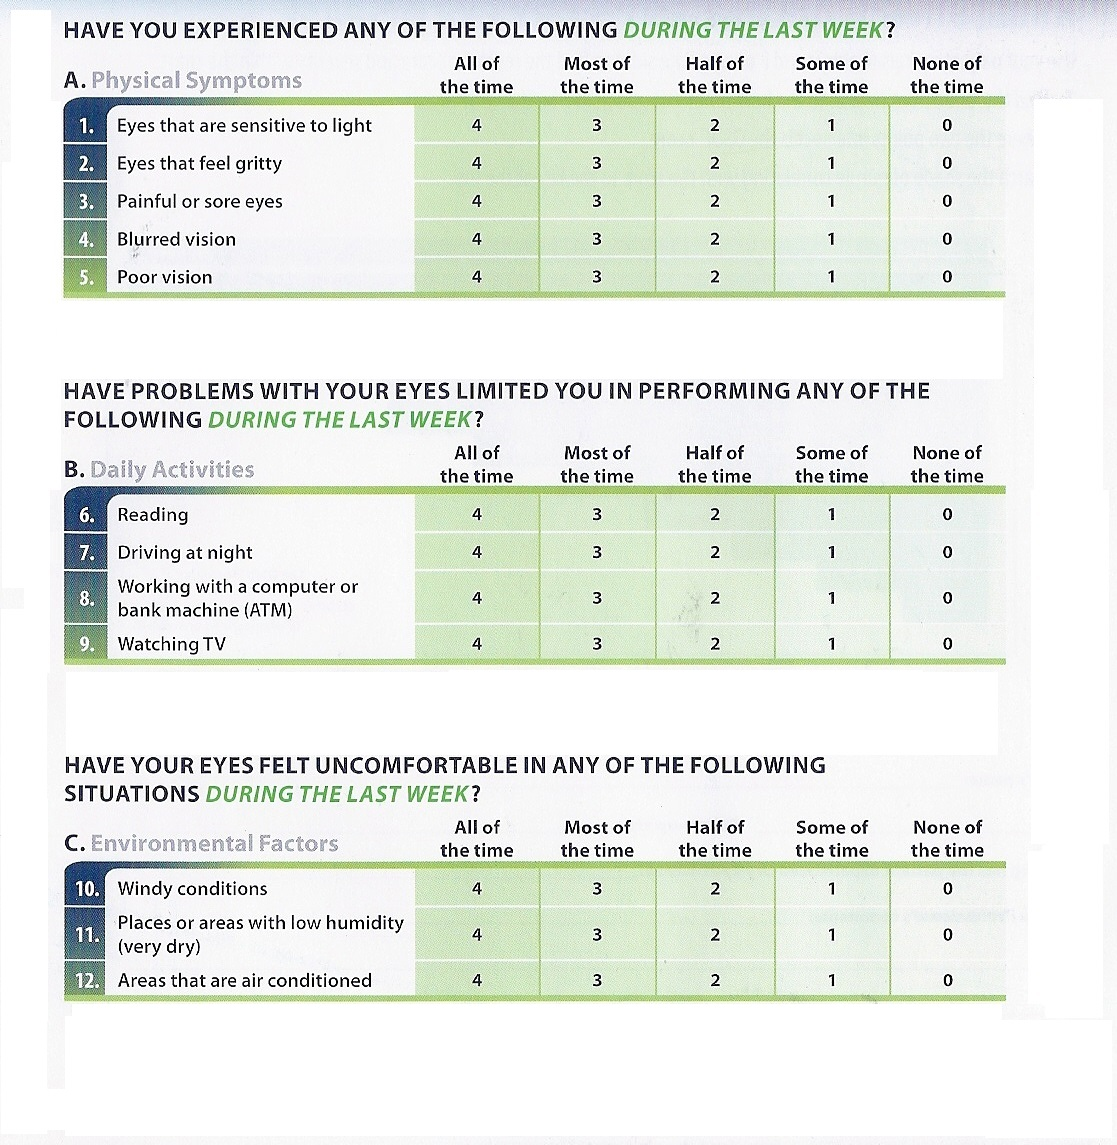 HAVE YOU EXPERIENCED ANY OF THE FOLLOWING DURING THE LAST WEEK?
A. Physical Symptoms
All of the time Most of the time Half of the time Some of the time None of the time
1. Eyes that are sensitive to light 4 3 2 1 0
2. Eyes that feel gritty 4 3 2 1 0
3. Painful or sore eyes 4 3 2 1 0
4. Blurred vision 4 3 2 1 0
5. Poor vision 4 3 2 1 0
HAVE PROBLEMS WITH YOUR EYES LIMITED YOU IN PERFORMING ANY OF THE
FOLLOWING DURING THE LAST WEEK?
B. Daily Activities
All of the time Most of the time Half of the time Some of the time None of the time
6. Reading 4 3 2 1 0
7. Driving at night 4 3 2 1 0
8. Working with a computer or
bank machine (ATM) 4 3 2 1 0
9. Watching TV 4 3 2 1 0
HAVE YOUR EYES FELT UNCOMFORTABLE IN ANY OF THE FOLLOWING
SITUATIONS DURING THE LAST WEEK?
C. Environmental Factors
All of the time Most of the time Half of the time Some of the time None of the time
10. Windy conditions 4 3 2 1 0
11. Places or areas with low humidity
(very dry) 4 3 2 1 0
12. Areas that are air conditioned 4 3 2 1 0